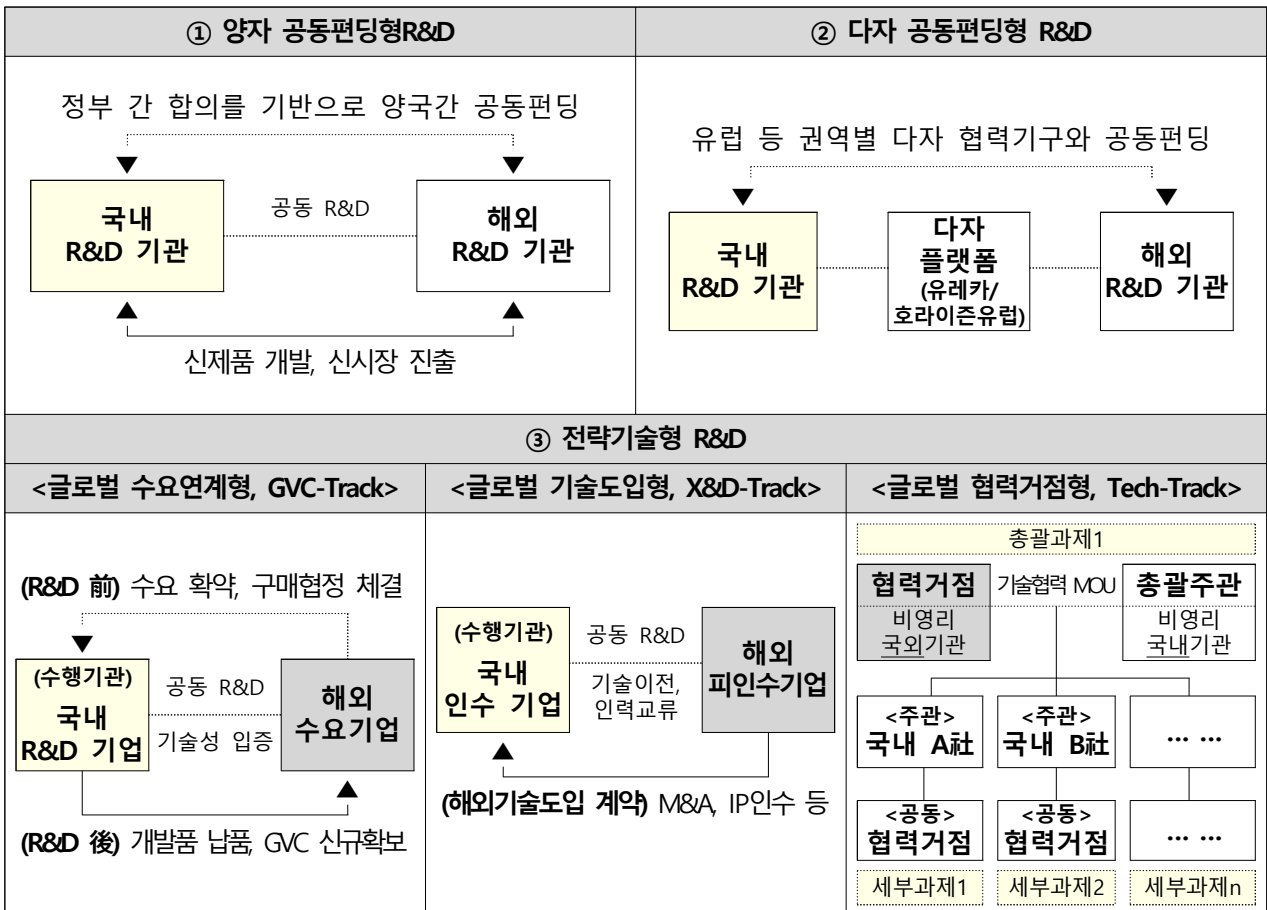 ① 양자 공동펀딩형R&D
정부 간 합의를 기반으로 양국간 공동펀딩
국내
R&D 기관
공동 R&D
해외
R&D 기관
신제품 개발, 신시장 진출
② 다자 공동펀딩형 R&D
유럽 등 권역별 다자 협력기구와 공동펀딩
국내
R&D 기관
다자
플랫폼
(유레카/
호라이즌유럽)
해외
R&D 기관
③ 전략기술형 R&D
<글로벌 수요연계형, GVC-Track>
(R&D 前) 수요 확약, 구매협정 체결
(수행기관)
국내
R&D 기업
공동 R&D
기술성 입증
해외
수요기업
(R&D 後) 개발품 납품, GVC 신규확보
<글로벌 기술도입형, X&D-Track>
(수행기관)
국내
인수 기업
공동 R&D
기술이전,
인력교류
해외
피인수기업
(해외기술도입 계약) M&A, IP인수 등
<글로벌 협력거점형, Tech-Track>
총괄과제1
협력거점
비영리
국외기관
기술협력 MOU
총괄주관
비영리
국내기관
<주관>
국내 A社
<주관>
국내 B社
... ...
<공동>
협력거점
<공동>
협력거점
... ...
세부과제1
세부과제2
세부과제n